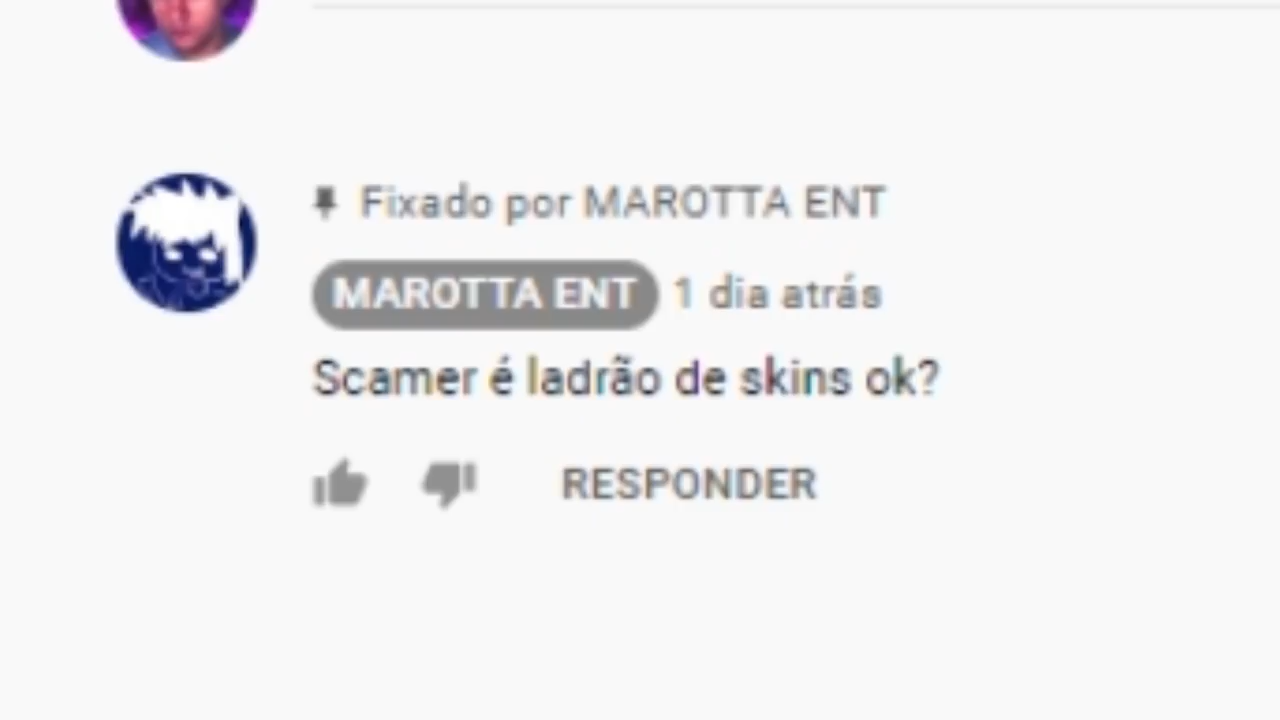 Fixado por MAROTTA ENT
MAROTTA ENT 1 dia atrás
Scamer é ladrão de skins ok?
RESPONDER